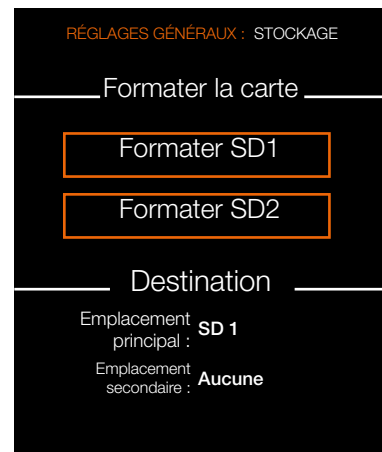 RÉGLAGES GÉNÉRAUX : STOCKAGE
Formater la carte
Formater SD1
Formater SD2
Destination
Emplacement
principal : SD 1
Emplacement
secondaire : Aucune